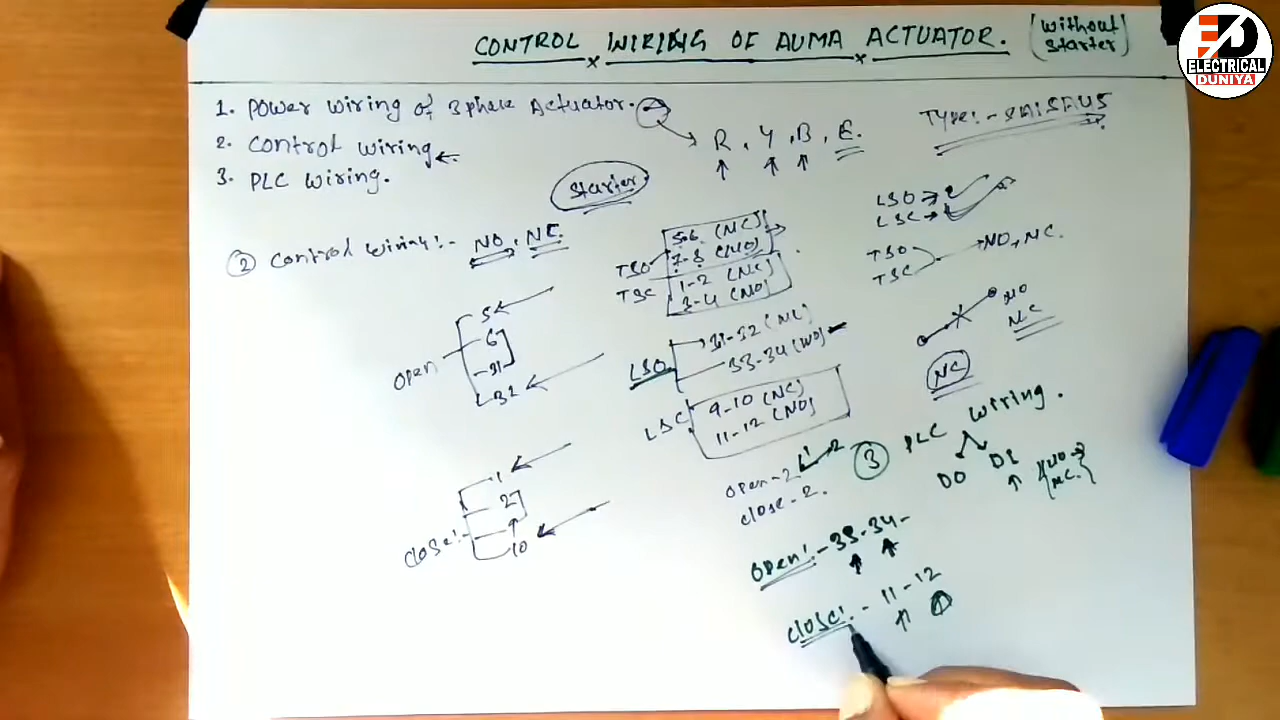 CONTROL WIRING OF AUMA ACTUATOR. (without starter)
ELECTRICAL DUNIYA
1. Power wiring of 3 phase Actuator.
2. Control wiring
3. PLC wiring.
R, Y, B, E.
Starter
② Control wiring:- NO, NC.
Open
5
6
31
32
Close:-
1
2
9
10
TSO
5-6 (NC)
7-8 (NO)
TSC
1-2 (NC)
3-4 (NO)
LSO
31-32 (NC)
33-34 (NO)
LSC
9-10 (NC)
11-12 (NO)
LSO
LSC
TSO
TSC
NO, NC.
NO
NC
NC
Open-2
1
2
Close-2.
③ PLC wiring.
DO
DI
Open:- 33-34-
Close:- 11-12